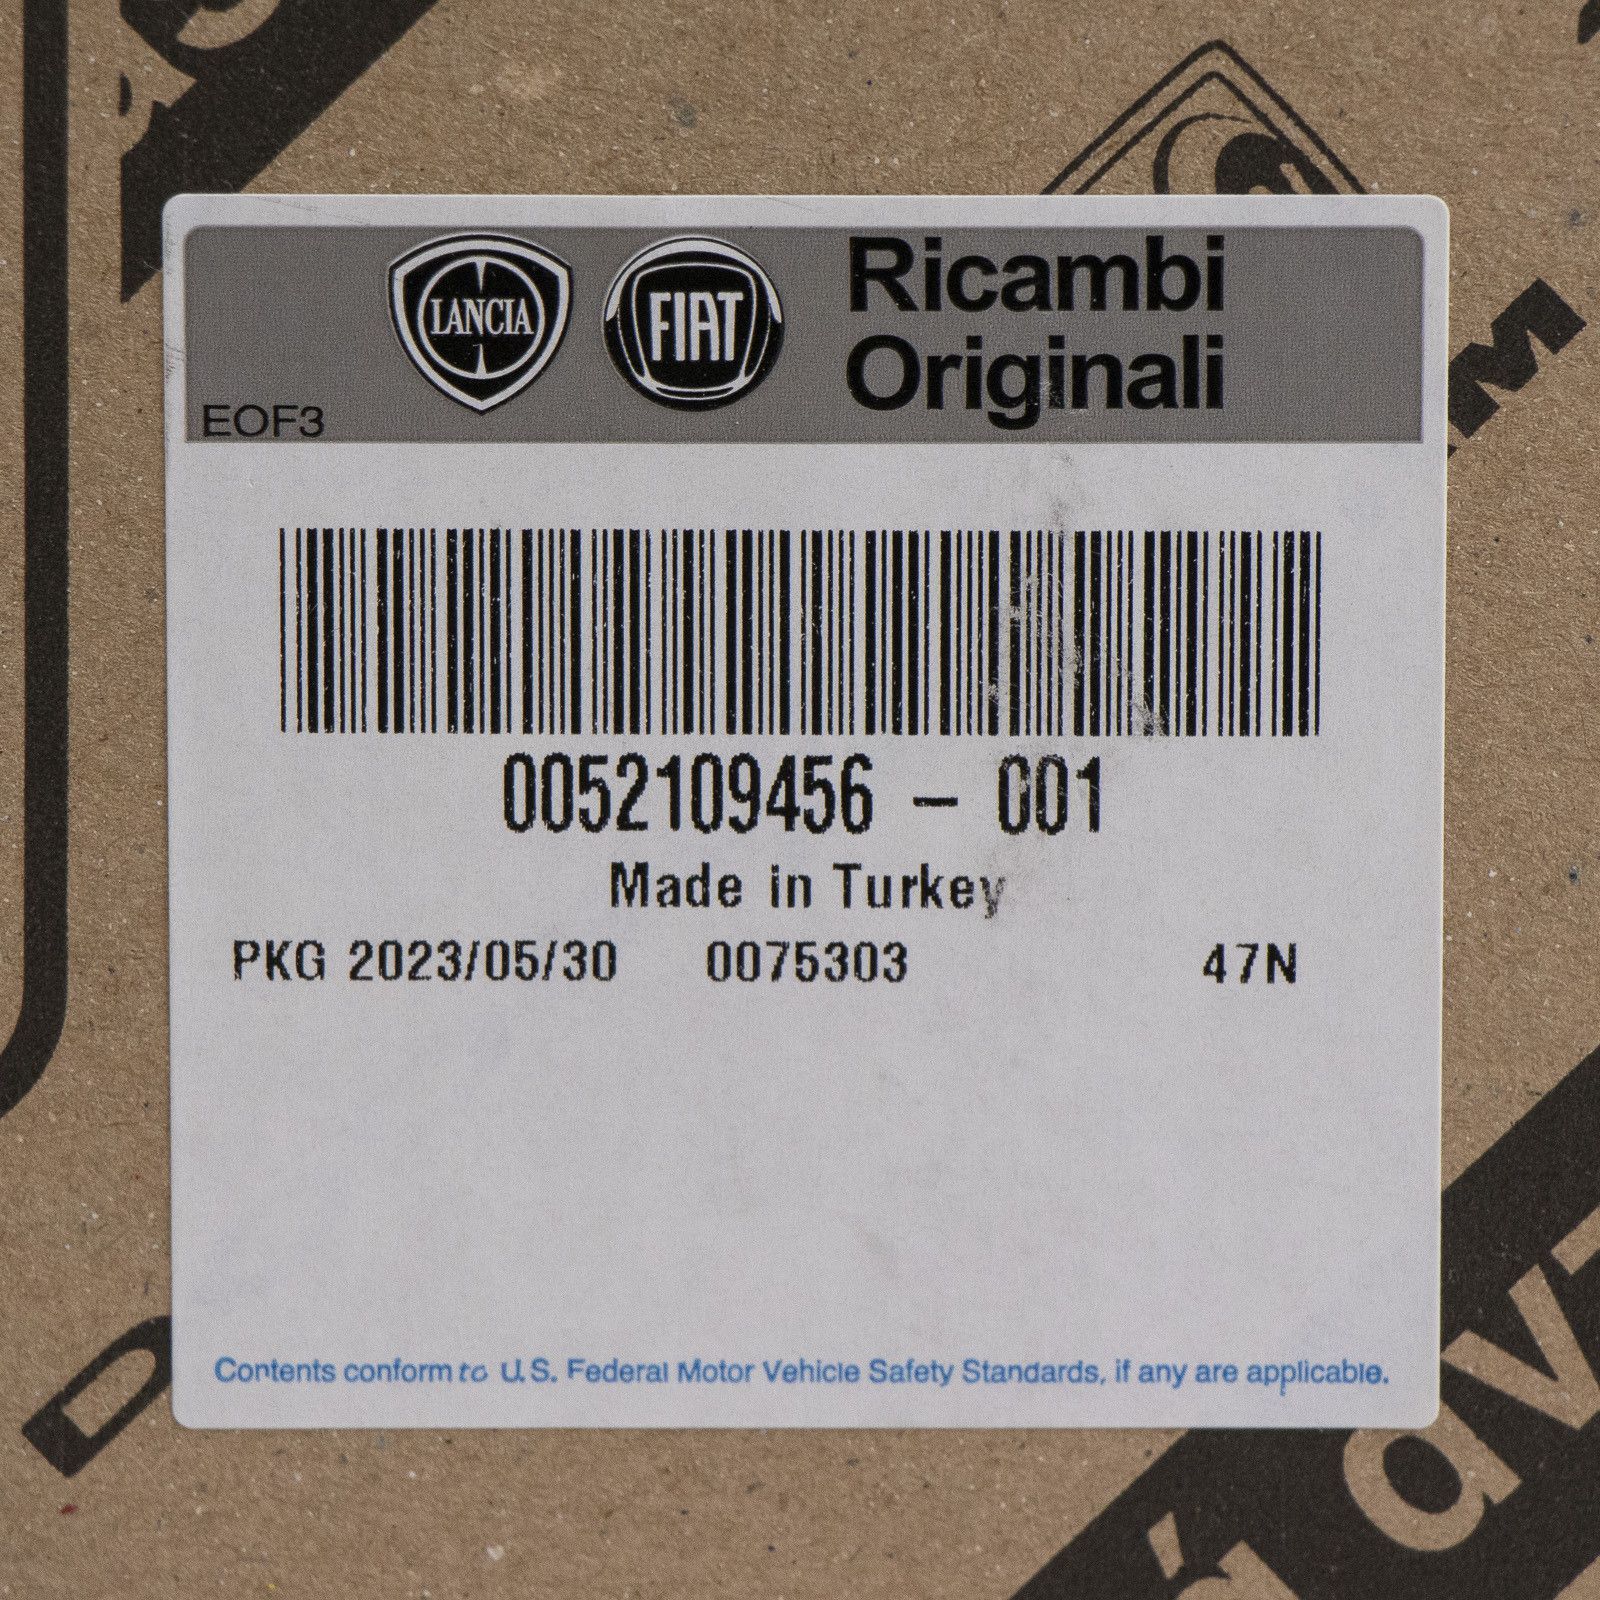 LANCIA
FIAT
Ricambi
Originali
EOF3
0052109456 – 001
Made in Turkey
PKG 2023/05/30 0075303 47N
Contents conform to U.S. Federal Motor Vehicle Safety Standards, if any are applicable.